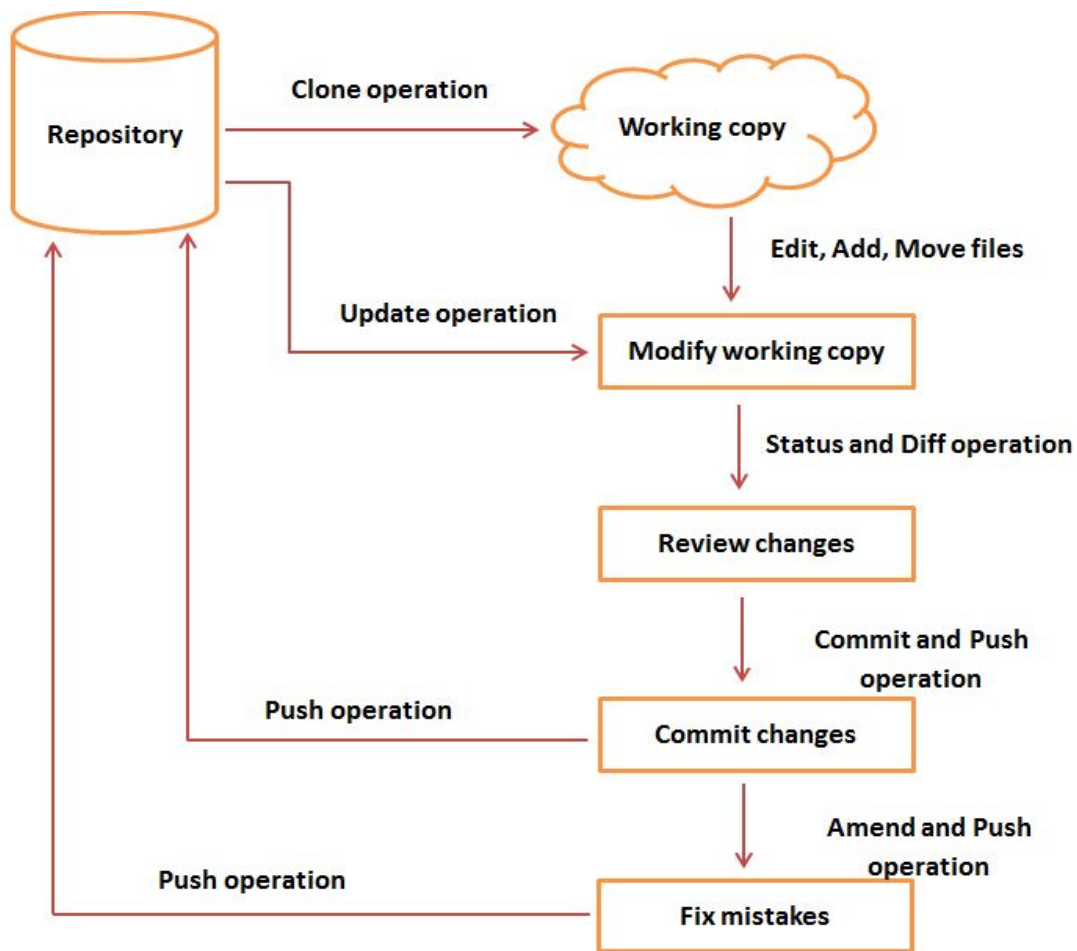 Clone operation
Repository
Working copy
Edit, Add, Move files
Update operation
Modify working copy
Status and Diff operation
Review changes
Commit and Push
operation
Push operation
Commit changes
Amend and Push
operation
Push operation
Fix mistakes